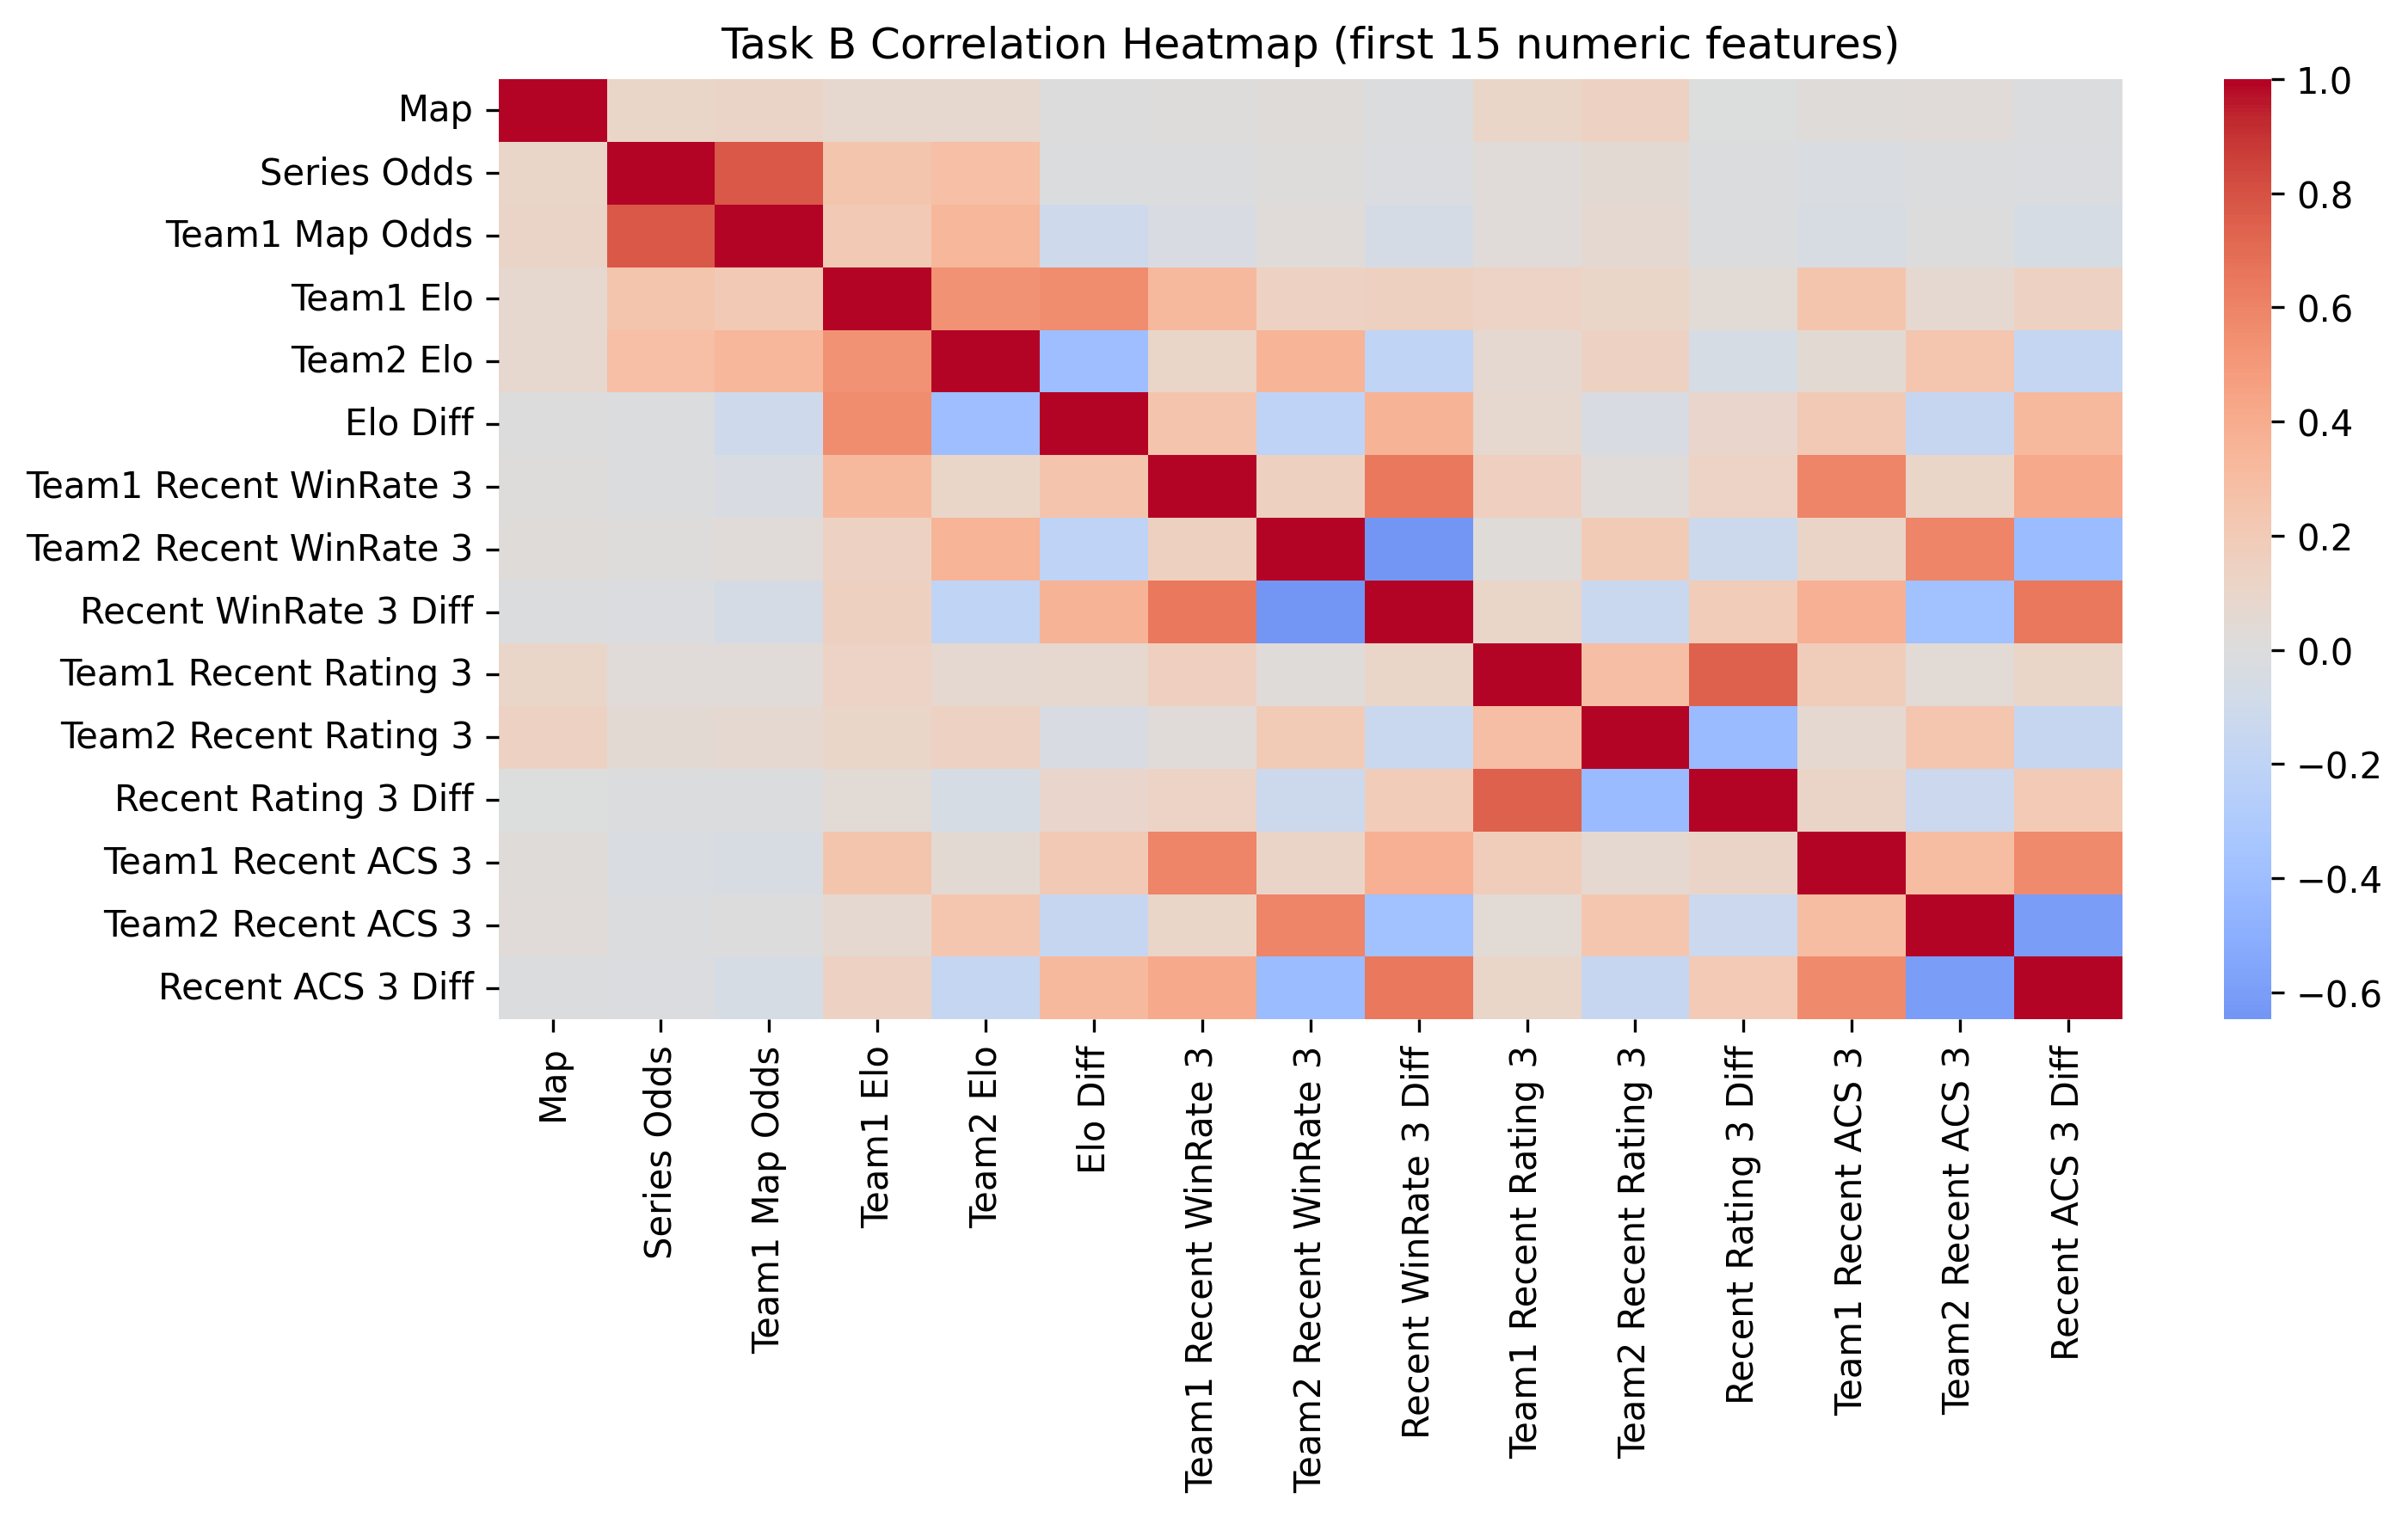 Task B Correlation Heatmap (first 15 numeric features)
Map
Series Odds
Team1 Map Odds
Team1 Elo
Team2 Elo
Elo Diff
Team1 Recent WinRate 3
Team2 Recent WinRate 3
Recent WinRate 3 Diff
Team1 Recent Rating 3
Team2 Recent Rating 3
Recent Rating 3 Diff
Team1 Recent ACS 3
Team2 Recent ACS 3
Recent ACS 3 Diff
Map
Series Odds
Team1 Map Odds
Team1 Elo
Team2 Elo
Elo Diff
Team1 Recent WinRate 3
Team2 Recent WinRate 3
Recent WinRate 3 Diff
Team1 Recent Rating 3
Team2 Recent Rating 3
Recent Rating 3 Diff
Team1 Recent ACS 3
Team2 Recent ACS 3
Recent ACS 3 Diff
1.0
0.8
0.6
0.4
0.2
0.0
−0.2
−0.4
−0.6